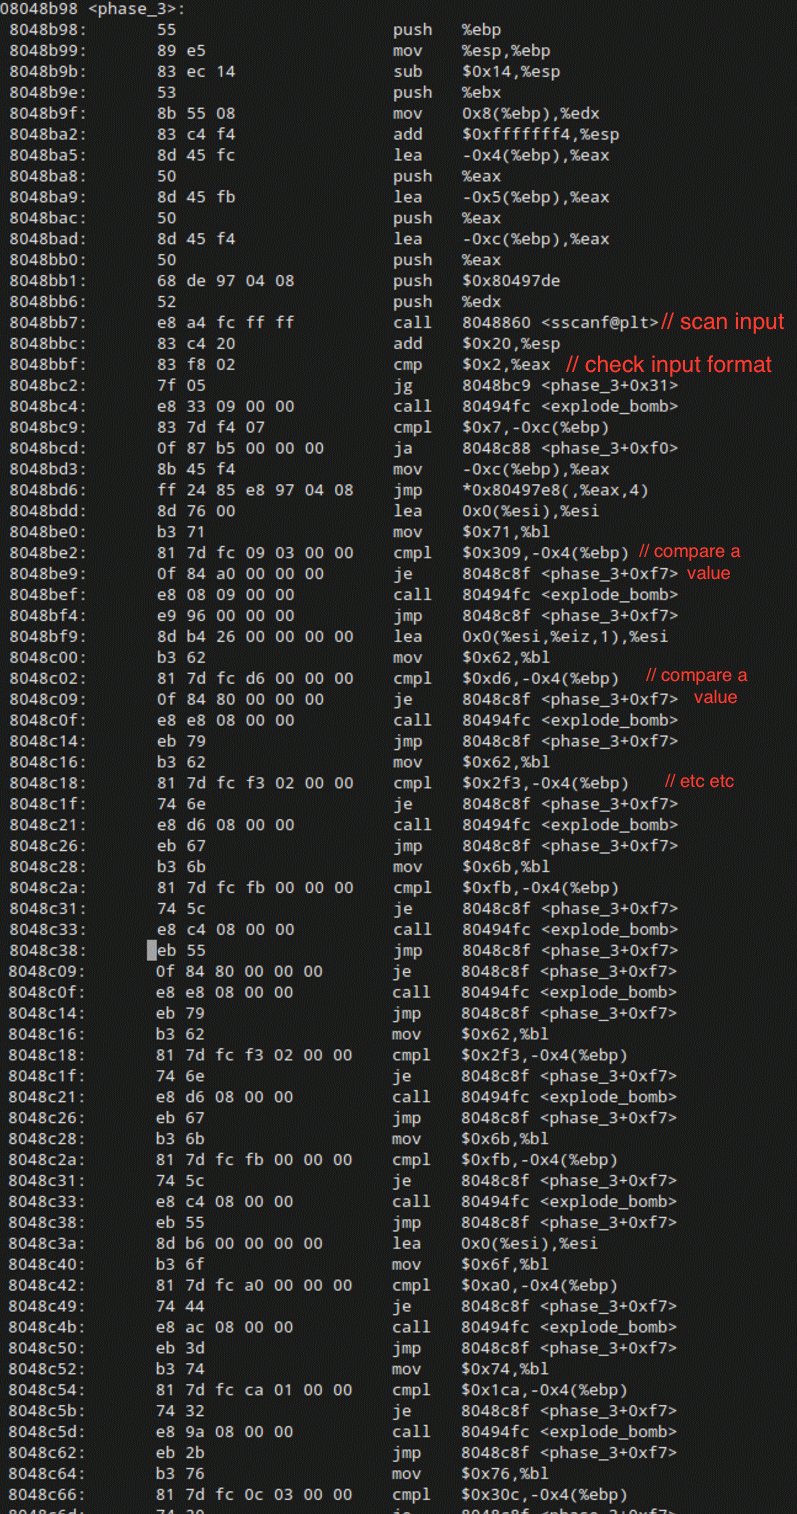 08048b98 <phase_3>:
8048b98: 55 push %ebp
8048b99: 89 e5 mov %esp,%ebp
8048b9b: 83 ec 14 sub $0x14,%esp
8048b9e: 53 push %ebx
8048b9f: 8b 55 08 mov 0x8(%ebp),%edx
8048ba2: 83 c4 f4 add $0xfffffff4,%esp
8048ba5: 8d 45 fc lea -0x4(%ebp),%eax
8048ba8: 50 push %eax
8048ba9: 8d 45 fb lea -0x5(%ebp),%eax
8048bac: 50 push %eax
8048bad: 8d 45 f4 lea -0xc(%ebp),%eax
8048bb0: 50 push %eax
8048bb1: 68 de 97 04 08 push $0x80497de
8048bb6: 52 push %edx
8048bb7: e8 a4 fc ff ff call 8048860 <sscanf@plt> // scan input
8048bbc: 83 c4 20 add $0x20,%esp
8048bbf: 83 f8 02 cmp $0x2,%eax // check input format
8048bc2: 7f 05 jg 8048bc9 <phase_3+0x31>
8048bc4: e8 33 09 00 00 call 80494fc <explode_bomb>
8048bc9: 83 7d f4 07 cmpl $0x7,-0xc(%ebp)
8048bcd: 0f 87 b5 00 00 00 ja 8048c88 <phase_3+0xf0>
8048bd3: 8b 45 f4 mov -0xc(%ebp),%eax
8048bd6: ff 24 85 e8 97 04 08 jmp *0x80497e8(,%eax,4)
8048bdd: 8d 76 00 lea 0x0(%esi),%esi
8048be0: b3 71 mov $0x71,%bl
8048be2: 81 7d fc 09 03 00 00 cmpl $0x309,-0x4(%ebp) // compare a
8048be9: 0f 84 a0 00 00 00 je 8048c8f <phase_3+0xf7> value
8048bef: e8 08 09 00 00 call 80494fc <explode_bomb>
8048bf4: e9 96 00 00 00 jmp 8048c8f <phase_3+0xf7>
8048bf9: 8d b4 26 00 00 00 00 lea 0x0(%esi,%eiz,1),%esi
8048c00: b3 62 mov $0x62,%bl
8048c02: 81 7d fc d6 00 00 00 cmpl $0xd6,-0x4(%ebp) // compare a
8048c09: 0f 84 80 00 00 00 je 8048c8f <phase_3+0xf7> value
8048c0f: e8 e8 08 00 00 call 80494fc <explode_bomb>
8048c14: eb 79 jmp 8048c8f <phase_3+0xf7>
8048c16: b3 62 mov $0x62,%bl
8048c18: 81 7d fc f3 02 00 00 cmpl $0x2f3,-0x4(%ebp) // etc etc
8048c1f: 74 6e je 8048c8f <phase_3+0xf7>
8048c21: e8 d6 08 00 00 call 80494fc <explode_bomb>
8048c26: eb 67 jmp 8048c8f <phase_3+0xf7>
8048c28: b3 6b mov $0x6b,%bl
8048c2a: 81 7d fc fb 00 00 00 cmpl $0xfb,-0x4(%ebp)
8048c31: 74 5c je 8048c8f <phase_3+0xf7>
8048c33: e8 c4 08 00 00 call 80494fc <explode_bomb>
8048c38: eb 55 jmp 8048c8f <phase_3+0xf7>
8048c09: 0f 84 80 00 00 00 je 8048c8f <phase_3+0xf7>
8048c0f: e8 e8 08 00 00 call 80494fc <explode_bomb>
8048c14: eb 79 jmp 8048c8f <phase_3+0xf7>
8048c16: b3 62 mov $0x62,%bl
8048c18: 81 7d fc f3 02 00 00 cmpl $0x2f3,-0x4(%ebp)
8048c1f: 74 6e je 8048c8f <phase_3+0xf7>
8048c21: e8 d6 08 00 00 call 80494fc <explode_bomb>
8048c26: eb 67 jmp 8048c8f <phase_3+0xf7>
8048c28: b3 6b mov $0x6b,%bl
8048c2a: 81 7d fc fb 00 00 00 cmpl $0xfb,-0x4(%ebp)
8048c31: 74 5c je 8048c8f <phase_3+0xf7>
8048c33: e8 c4 08 00 00 call 80494fc <explode_bomb>
8048c38: eb 55 jmp 8048c8f <phase_3+0xf7>
8048c3a: 8d b6 00 00 00 00 lea 0x0(%esi),%esi
8048c40: b3 6f mov $0x6f,%bl
8048c42: 81 7d fc a0 00 00 00 cmpl $0xa0,-0x4(%ebp)
8048c49: 74 44 je 8048c8f <phase_3+0xf7>
8048c4b: e8 ac 08 00 00 call 80494fc <explode_bomb>
8048c50: eb 3d jmp 8048c8f <phase_3+0xf7>
8048c52: b3 74 mov $0x74,%bl
8048c54: 81 7d fc ca 01 00 00 cmpl $0x1ca,-0x4(%ebp)
8048c5b: 74 32 je 8048c8f <phase_3+0xf7>
8048c5d: e8 9a 08 00 00 call 80494fc <explode_bomb>
8048c62: eb 2b jmp 8048c8f <phase_3+0xf7>
8048c64: b3 76 mov $0x76,%bl
8048c66: 81 7d fc 0c 03 00 00 cmpl $0x30c,-0x4(%ebp)